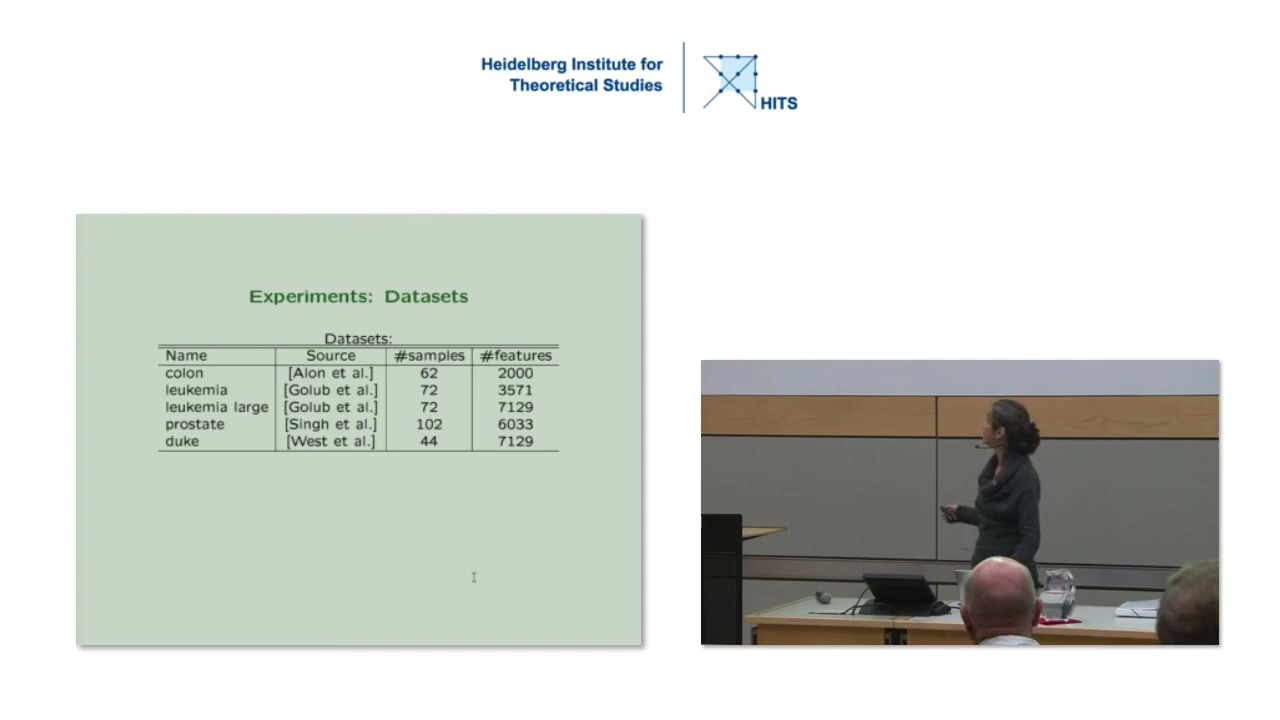 Heidelberg Institute for
Theoretical Studies
HITS
Experiments: Datasets
Datasets:
Name Source #samples #features
colon [Alon et al.] 62 2000
leukemia [Golub et al.] 72 3571
leukemia large [Golub et al.] 72 7129
prostate [Singh et al.] 102 6033
duke [West et al.] 44 7129